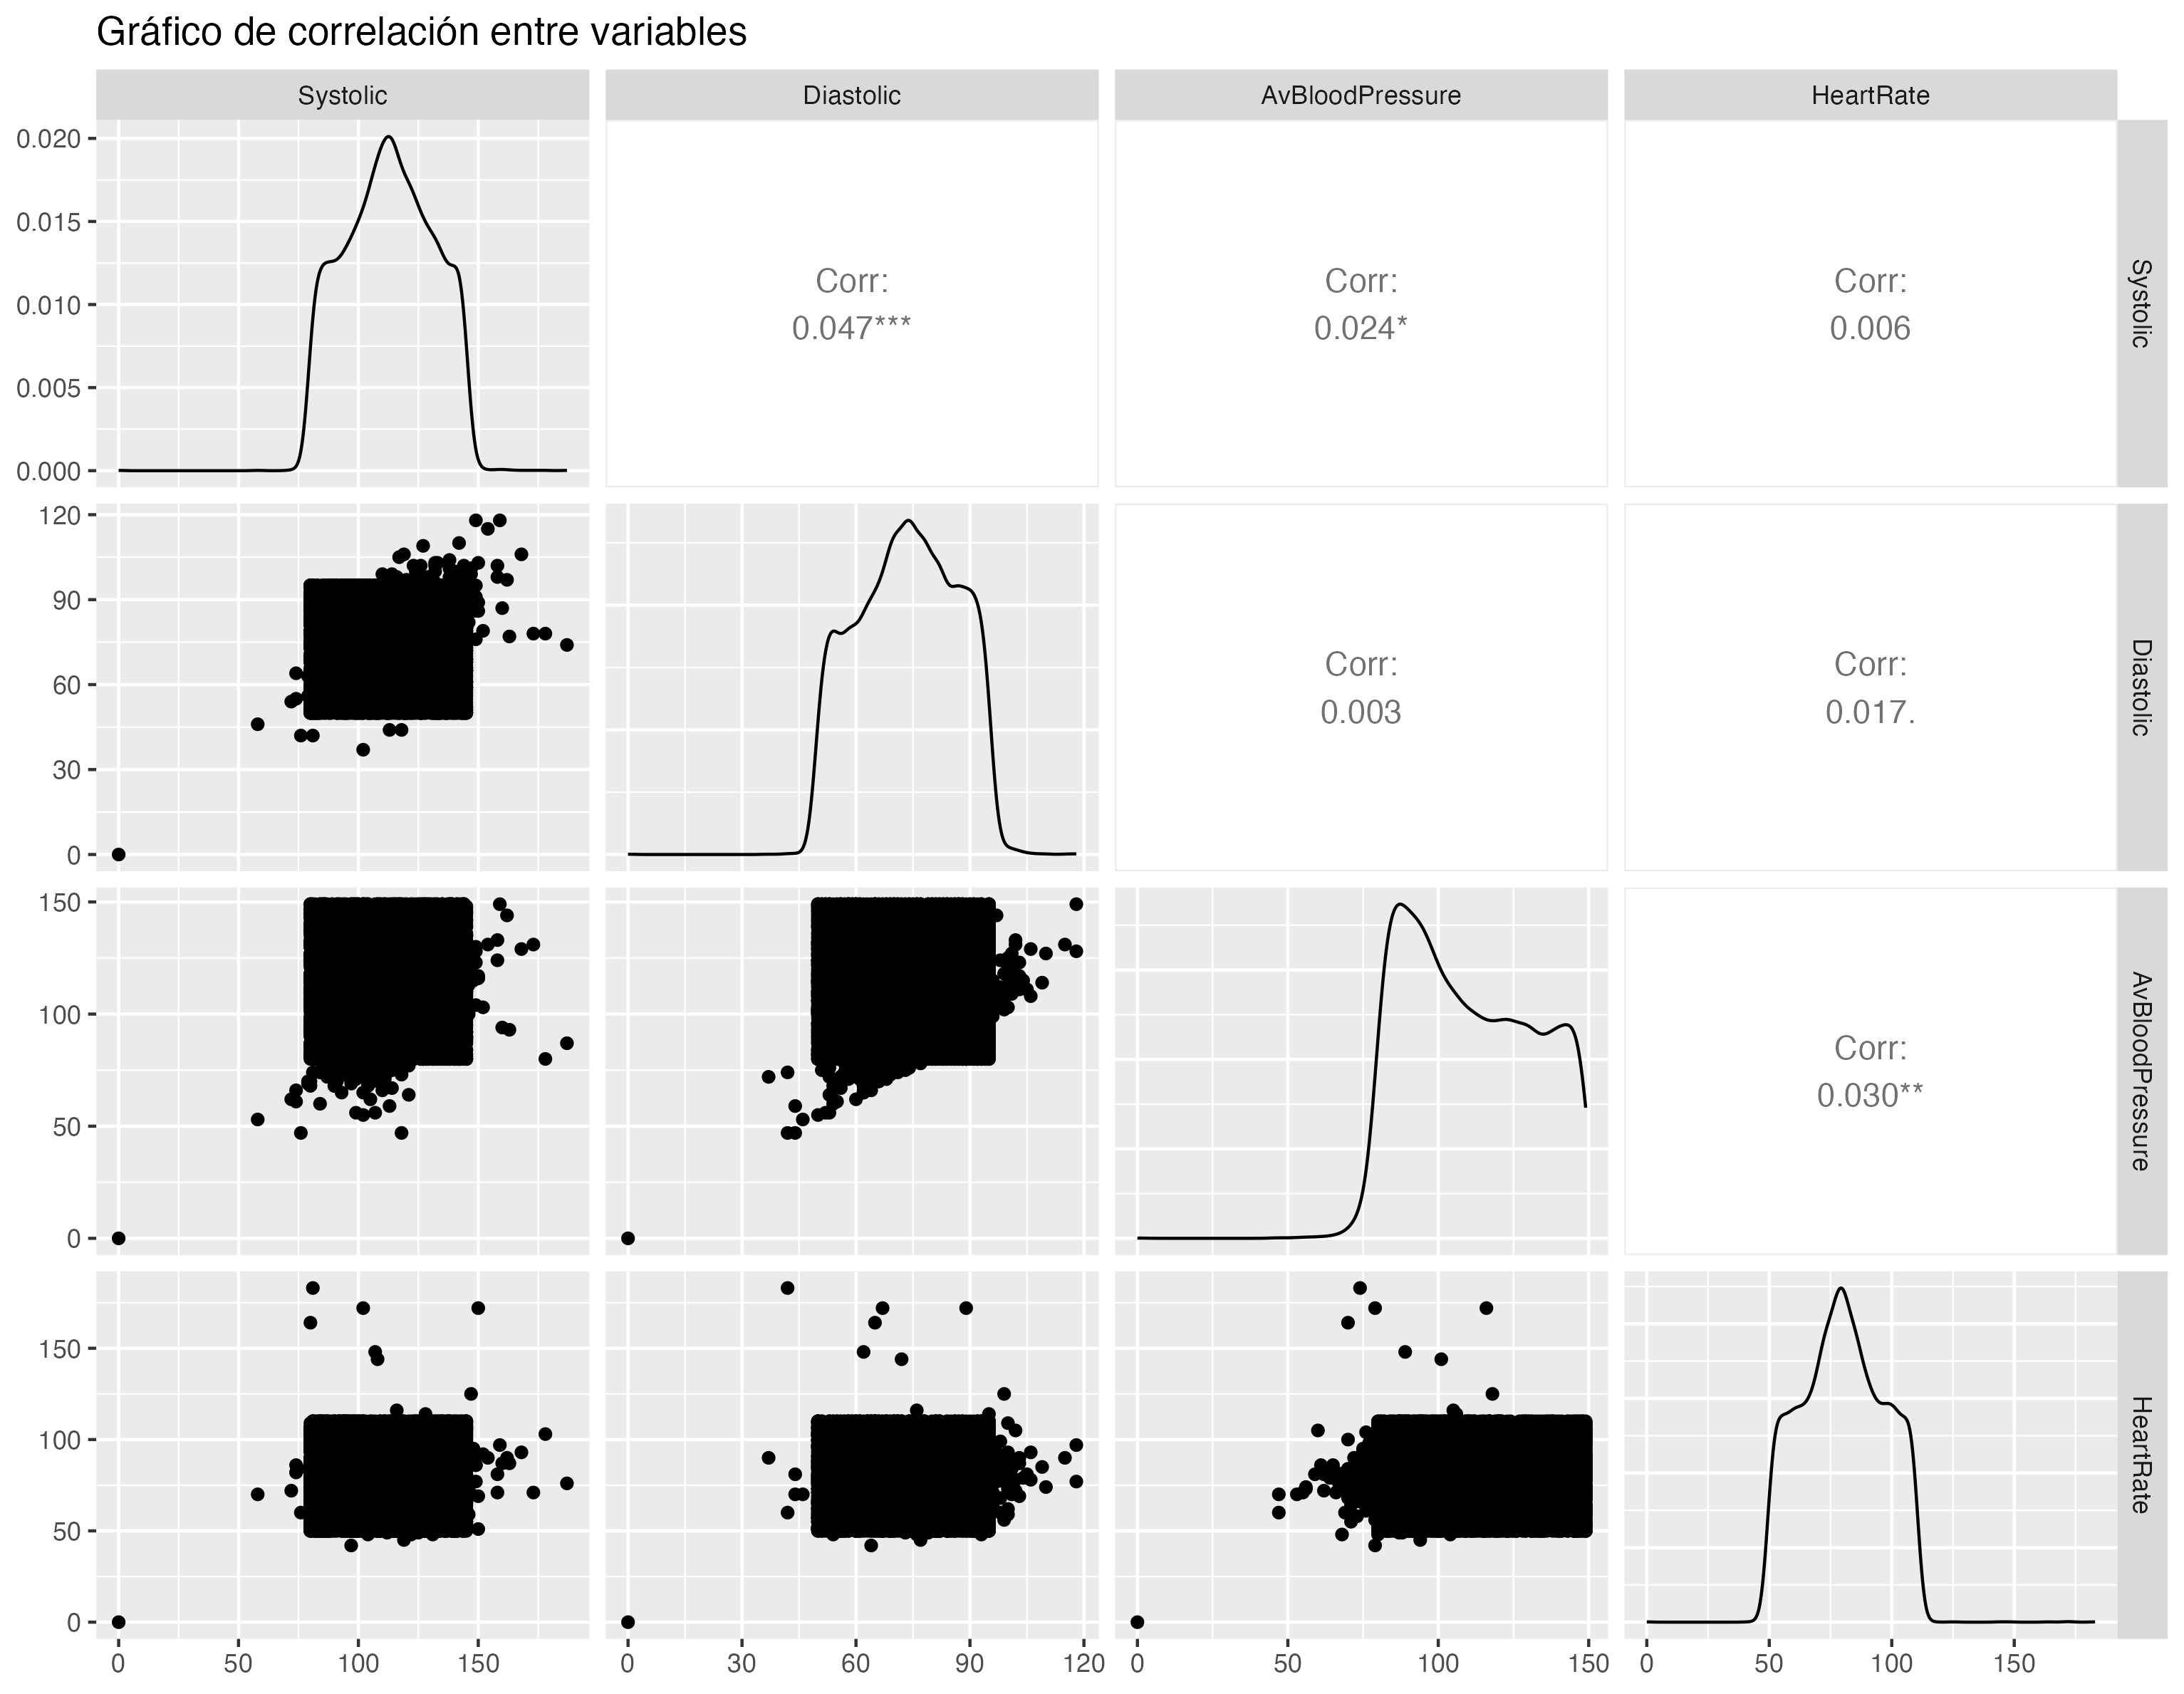 Gráfico de correlación entre variables
Systolic
Diastolic
AvBloodPressure
HeartRate
0.020
0.015
0.010
0.005
0.000
Corr:
0.047***
Corr:
0.024*
Corr:
0.006
Systolic
120
90
60
30
0
Corr:
0.003
Corr:
0.017.
Diastolic
150
100
50
0
Corr:
0.030**
AvBloodPressure
150
100
50
0
HeartRate
0 50 100 150
0 30 60 90 120
0 50 100 150
0 50 100 150